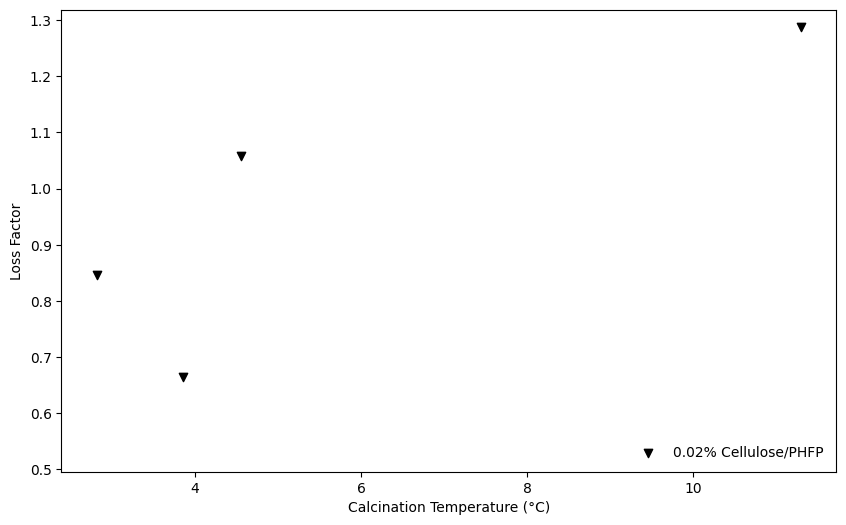 1.3
1.2
1.1
1.0
0.9
0.8
0.7
0.6
0.5
Loss Factor
0.02% Cellulose/PHFP
4 6 8 10
Calcination Temperature (°C)